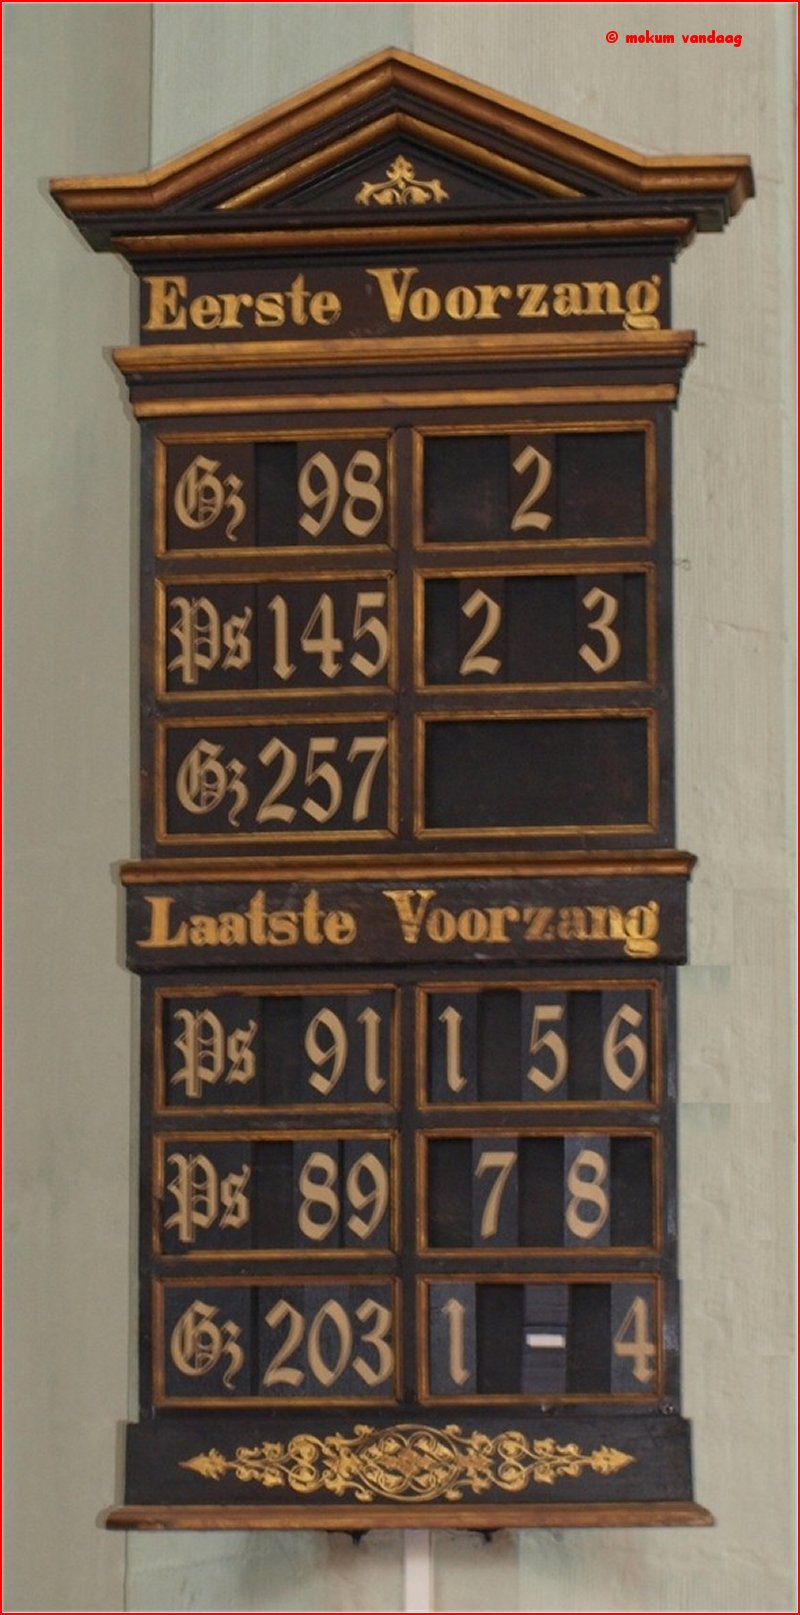 © mokum vandaag
Eerste Voorzang
Gz 98 2
Ps 145 2 3
Gz 257
Laatste Voorzang
Ps 91 1 5 6
Ps 89 7 8
Gz 203 1 - 4